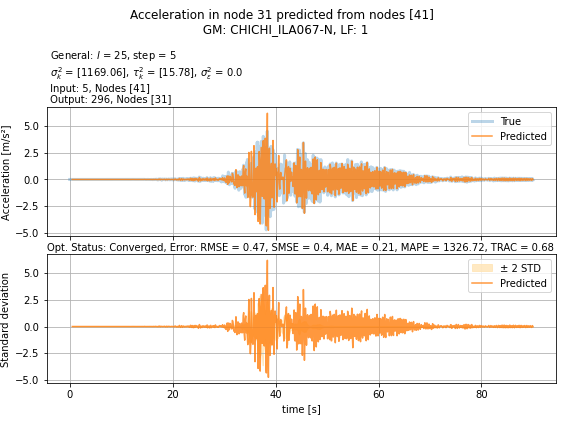 Acceleration in node 31 predicted from nodes [41]
GM: CHICHI_ILA067-N, LF: 1
General: l = 25, step = 5
σ²ₖ = [1169.06], τ²ₖ = [15.78], σ²ₑ = 0.0
Input: 5, Nodes [41]
Output: 296, Nodes [31]
Acceleration [m/s²]
5.0
2.5
0.0
−2.5
−5.0
True
Predicted
Opt. Status: Converged, Error: RMSE = 0.47, SMSE = 0.4, MAE = 0.21, MAPE = 1326.72, TRAC = 0.68
Standard deviation
5.0
2.5
0.0
−2.5
−5.0
± 2 STD
Predicted
0 20 40 60 80
time [s]